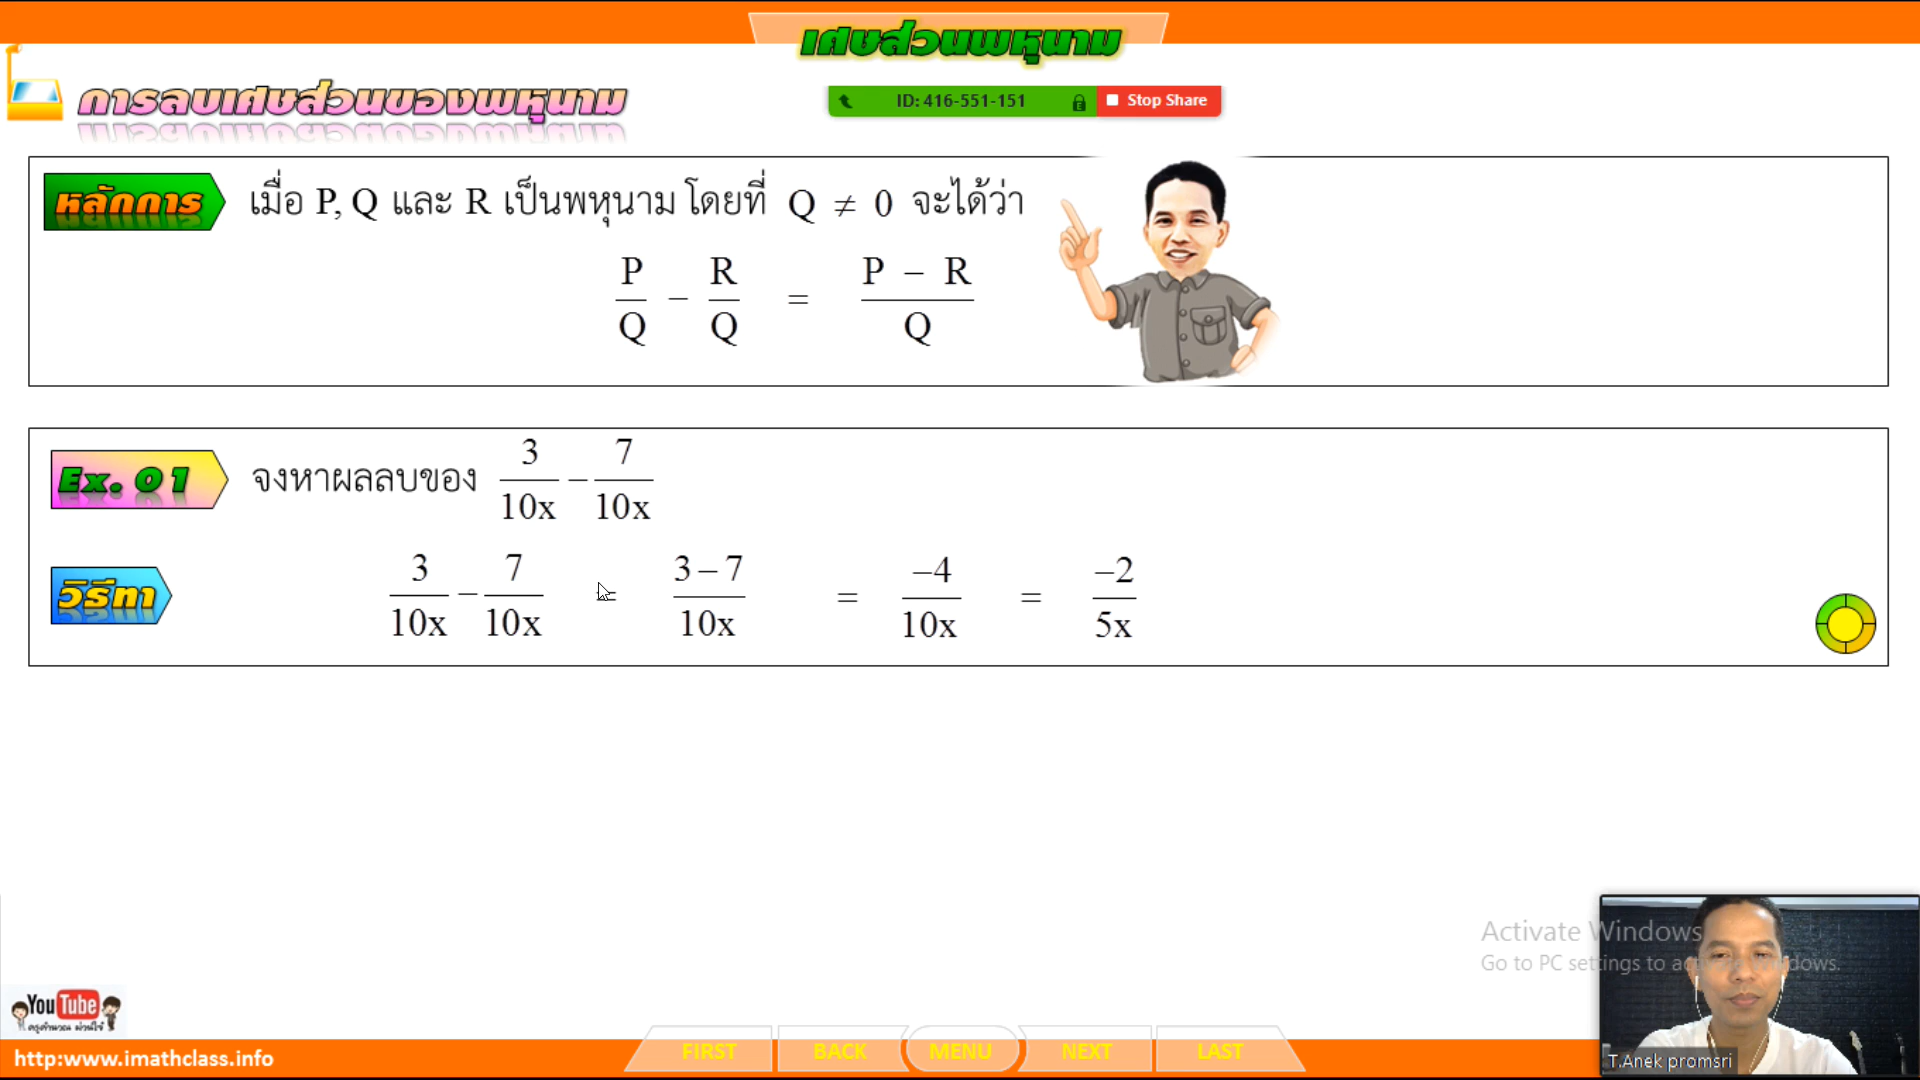 เศษส่วนพหุนาม
การลบเศษส่วนของพหุนาม
ID: 416-551-151 Stop Share
หลักการ เมื่อ P, Q และ R เป็นพหุนาม โดยที่ Q ≠ 0 จะได้ว่า
P/Q − R/Q = (P − R)/Q
Ex. 01 จงหาผลลบของ 3/10x − 7/10x
วิธีทำ 3/10x − 7/10x = (3 − 7)/10x = −4/10x = −2/5x
Activate Windows
Go to PC settings to activate Windows.
YouTube
FIRST BACK MENU NEXT LAST
http:www.imathclass.info
T.Anek promsri